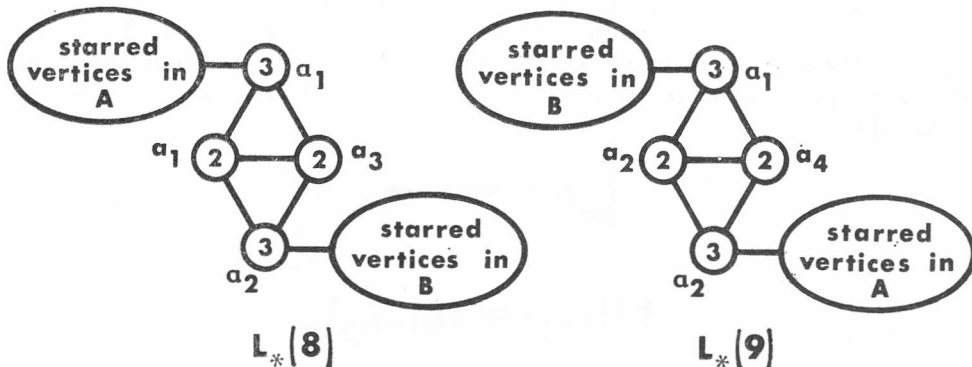 starred
vertices in
A
3
a₁
a₁
2
2
a₃
3
a₂
starred
vertices in
B
L*(8)
starred
vertices in
B
3
a₁
a₂
2
2
a₄
3
a₂
starred
vertices in
A
L*(9)